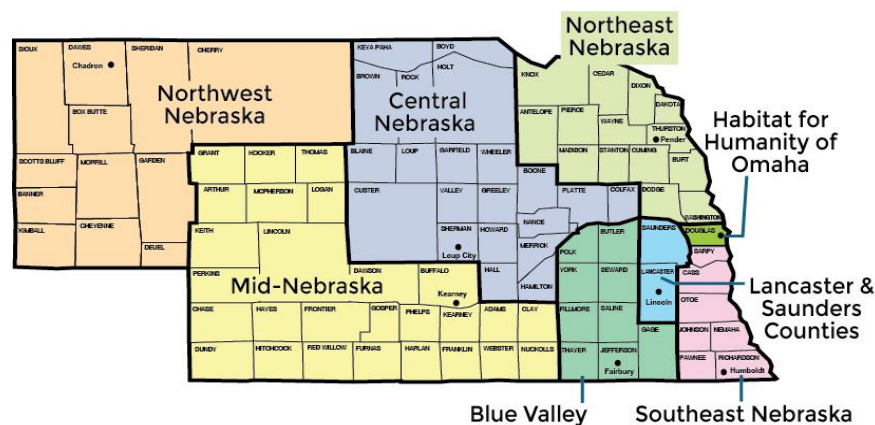 Northeast
Nebraska
SIOUX
DAWES
SHERIDAN
CHERRY
Chadron
BOX BUTTE
Northwest
Nebraska
SCOTTS BLUFF
MORRILL
GARDEN
BANNER
KIMBALL
CHEYENNE
DEUEL
KEYA PAHA
BOYD
HOLT
BROWN
ROCK
Central
Nebraska
BLAINE
LOUP
GARFIELD
WHEELER
BOONE
CUSTER
VALLEY
GREELEY
PLATTE
COLFAX
NANCE
SHERMAN
HOWARD
Loup City
MERRICK
HALL
HAMILTON
KNOX
CEDAR
DIXON
DAKOTA
ANTELOPE
PIERCE
WAYNE
THURSTON
Pender
MADISON
STANTON
CUMING
BURT
DODGE
WASHINGTON
Habitat for
Humanity of
Omaha
DOUGLAS
SARPY
GRANT
HOOKER
THOMAS
ARTHUR
MCPHERSON
LOGAN
KEITH
LINCOLN
PERKINS
Mid-Nebraska
DAWSON
BUFFALO
Kearney
CHASE
HAYES
FRONTIER
GOSPER
PHELPS
KEARNEY
ADAMS
CLAY
DUNDY
HITCHCOCK
RED WILLOW
FURNAS
HARLAN
FRANKLIN
WEBSTER
NUCKOLLS
BUTLER
POLK
YORK
SEWARD
FILLMORE
SALINE
GAGE
THAYER
JEFFERSON
Fairbury
SAUNDERS
LANCASTER
Lincoln
Lancaster &
Saunders
Counties
CASS
OTOE
JOHNSON
NEMAHA
PAWNEE
RICHARDSON
Humboldt
Blue Valley
Southeast Nebraska